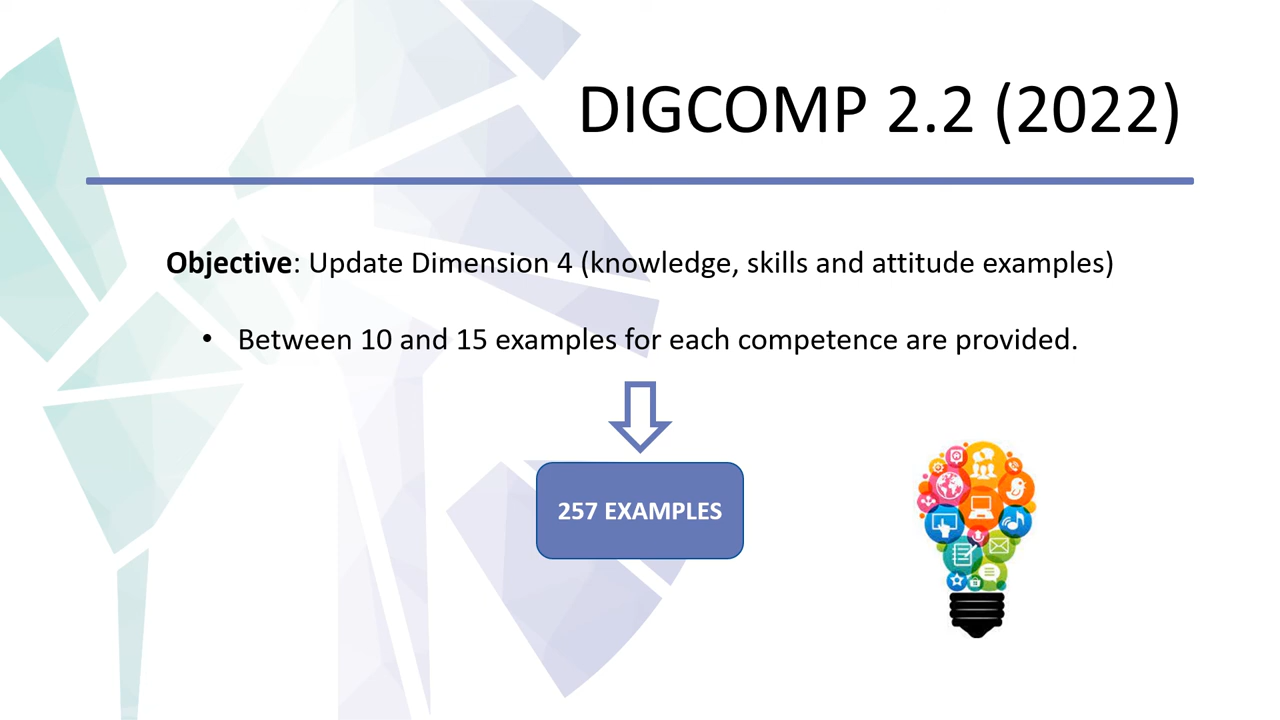 DIGCOMP 2.2 (2022)
Objective: Update Dimension 4 (knowledge, skills and attitude examples)
• Between 10 and 15 examples for each competence are provided.
257 EXAMPLES